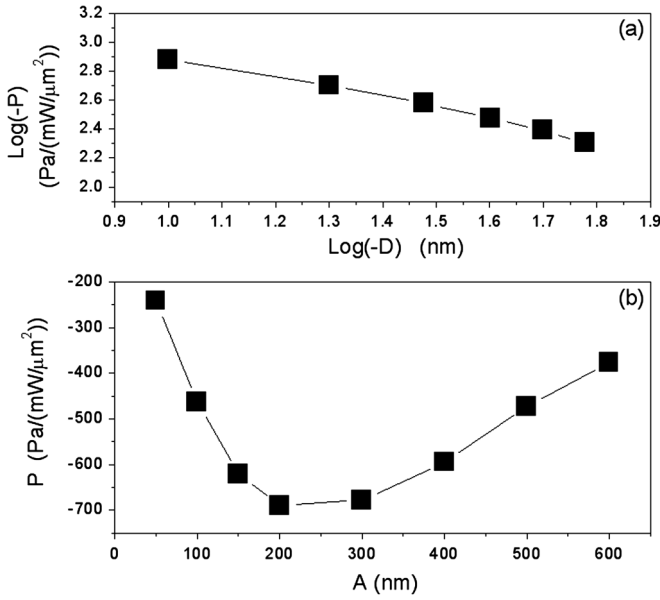 (a)
Log(-P)
(Pa/(mW/μm²))
3.2
3.0
2.8
2.6
2.4
2.2
2.0
0.9 1.0 1.1 1.2 1.3 1.4 1.5 1.6 1.7 1.8 1.9
Log(-D) (nm)
(b)
P (Pa/(mW/μm²))
-200
-300
-400
-500
-600
-700
0 100 200 300 400 500 600
A (nm)